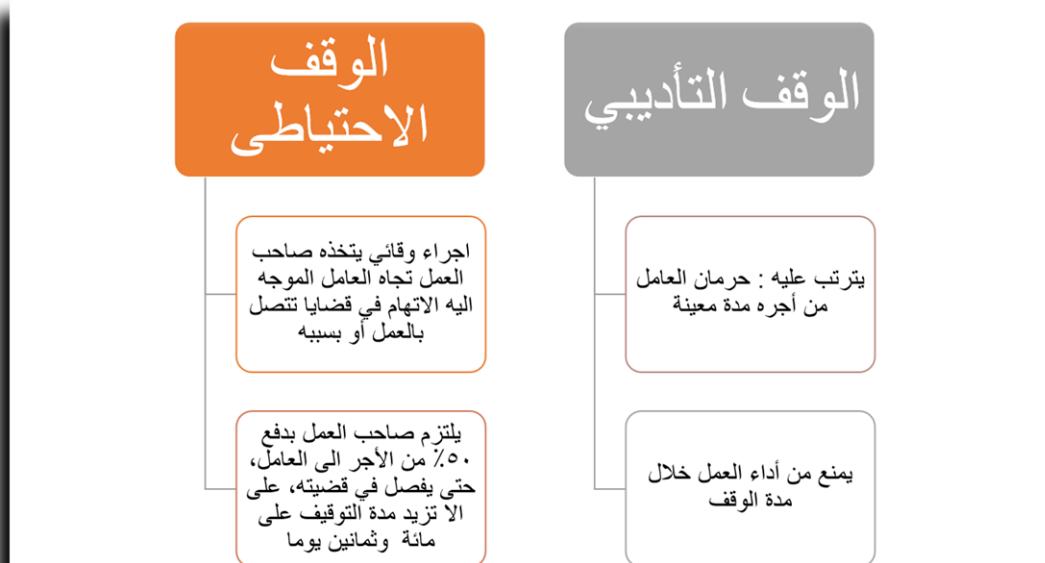 الوقف التأديبي
يترتب عليه : حرمان العامل
من أجره مدة معينة
يمنع من أداء العمل خلال
مدة الوقف
الوقف
الاحتياطى
اجراء وقائي يتخذه صاحب
العمل تجاه العامل الموجه
اليه الاتهام في قضايا تتصل
بالعمل أو بسببه
يلتزم صاحب العمل بدفع
٥٠٪ من الأجر الى العامل،
حتى يفصل في قضيته، على
الا تزيد مدة التوقيف على
مائة وثمانين يوما